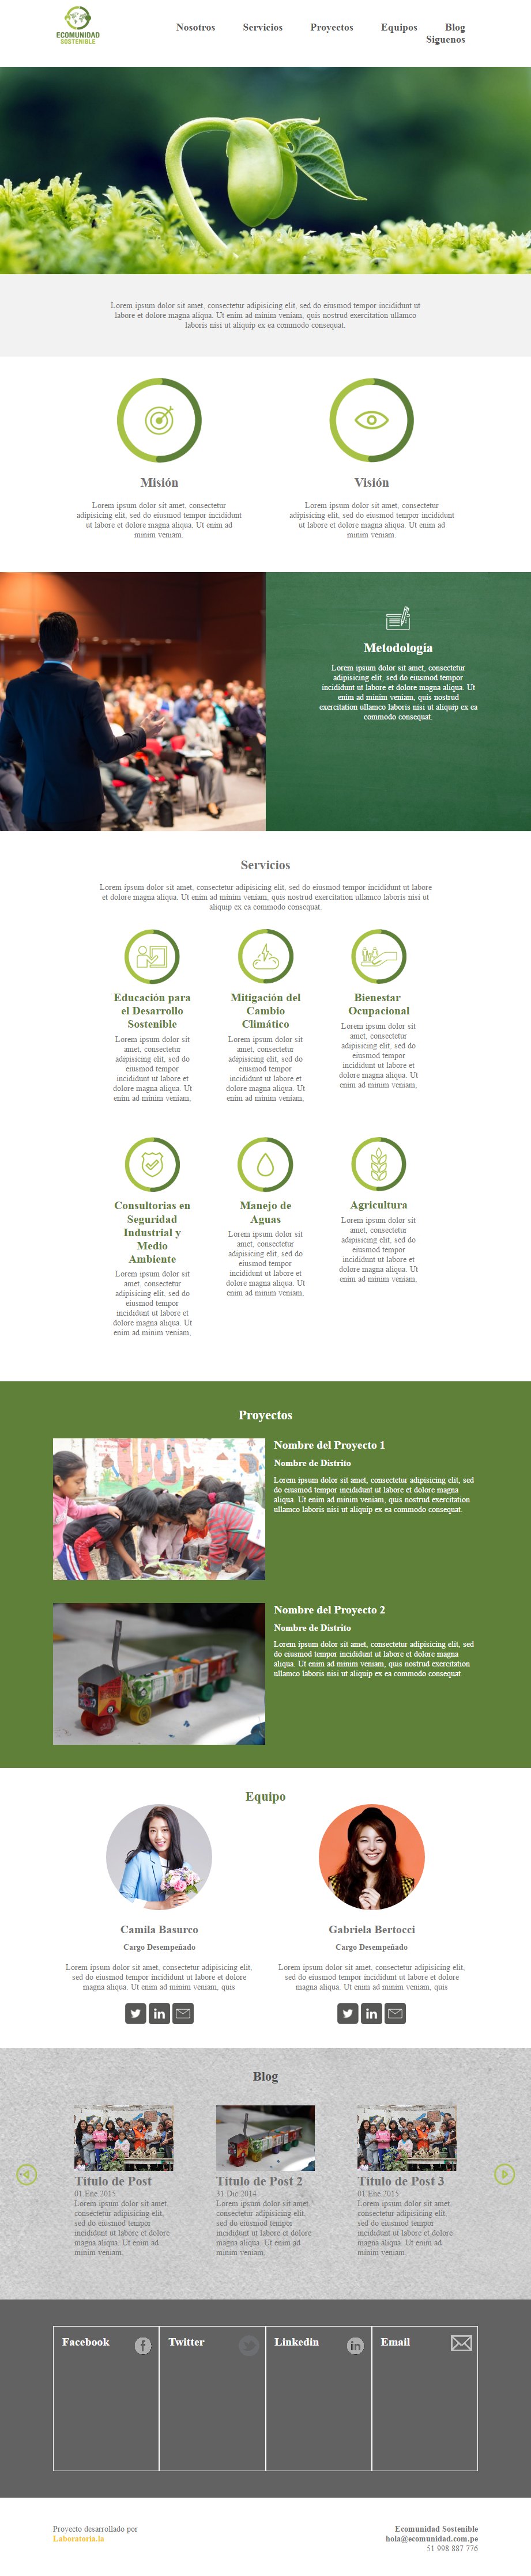 ECOMUNIDAD
SOSTENIBLE
Nosotros Servicios Proyectos Equipos Blog
Siguenos
Lorem ipsum dolor sit amet, consectetur adipisicing elit, sed do eiusmod tempor incididunt ut
labore et dolore magna aliqua. Ut enim ad minim veniam, quis nostrud exercitation ullamco
laboris nisi ut aliquip ex ea commodo consequat.
Misión
Lorem ipsum dolor sit amet, consectetur
adipisicing elit, sed do eiusmod tempor incididunt
ut labore et dolore magna aliqua. Ut enim ad
minim veniam.
Visión
Lorem ipsum dolor sit amet, consectetur
adipisicing elit, sed do eiusmod tempor incididunt
ut labore et dolore magna aliqua. Ut enim ad
minim veniam.
Metodología
Lorem ipsum dolor sit amet, consectetur
adipisicing elit, sed do eiusmod tempor
incididunt ut labore et dolore magna aliqua. Ut
enim ad minim veniam, quis nostrud
exercitation ullamco laboris nisi ut aliquip ex ea
commodo consequat.
Servicios
Lorem ipsum dolor sit amet, consectetur adipisicing elit, sed do eiusmod tempor incididunt ut labore
et dolore magna aliqua. Ut enim ad minim veniam, quis nostrud exercitation ullamco laboris nisi ut
aliquip ex ea commodo consequat.
Educación para
el Desarrollo
Sostenible
Lorem ipsum dolor sit
amet, consectetur
adipisicing elit, sed do
eiusmod tempor
incididunt ut labore et
dolore magna aliqua. Ut
enim ad minim veniam,
Mitigación del
Cambio
Climático
Lorem ipsum dolor sit
amet, consectetur
adipisicing elit, sed do
eiusmod tempor
incididunt ut labore et
dolore magna aliqua. Ut
enim ad minim veniam,
Bienestar
Ocupacional
Lorem ipsum dolor sit
amet, consectetur
adipisicing elit, sed do
eiusmod tempor
incididunt ut labore et
dolore magna aliqua. Ut
enim ad minim veniam,
Consultorías en
Seguridad
Industrial y
Medio
Ambiente
Lorem ipsum dolor sit
amet, consectetur
adipisicing elit, sed do
eiusmod tempor
incididunt ut labore et
dolore magna aliqua. Ut
enim ad minim veniam,
Manejo de
Aguas
Lorem ipsum dolor sit
amet, consectetur
adipisicing elit, sed do
eiusmod tempor
incididunt ut labore et
dolore magna aliqua. Ut
enim ad minim veniam,
Agricultura
Lorem ipsum dolor sit
amet, consectetur
adipisicing elit, sed do
eiusmod tempor
incididunt ut labore et
dolore magna aliqua. Ut
enim ad minim veniam,
Proyectos
Nombre del Proyecto 1
Nombre de Distrito
Lorem ipsum dolor sit amet, consectetur adipisicing elit, sed
do eiusmod tempor incididunt ut labore et dolore magna
aliqua. Ut enim ad minim veniam, quis nostrud exercitation
ullamco laboris nisi ut aliquip ex ea commodo consequat.
Nombre del Proyecto 2
Nombre de Distrito
Lorem ipsum dolor sit amet, consectetur adipisicing elit, sed
do eiusmod tempor incididunt ut labore et dolore magna
aliqua. Ut enim ad minim veniam, quis nostrud exercitation
ullamco laboris nisi ut aliquip ex ea commodo consequat.
Equipo
Camila Basurco
Cargo Desempeñado
Lorem ipsum dolor sit amet, consectetur adipisicing elit,
sed do eiusmod tempor incididunt ut labore et dolore
magna aliqua. Ut enim ad minim veniam, quis
in
Gabriela Bertocci
Cargo Desempeñado
Lorem ipsum dolor sit amet, consectetur adipisicing elit,
sed do eiusmod tempor incididunt ut labore et dolore
magna aliqua. Ut enim ad minim veniam, quis
in
Blog
Título de Post
01 Ene 2015
Lorem ipsum dolor sit amet,
consectetur adipisicing elit,
sed do eiusmod tempor
incididunt ut labore et dolore
magna aliqua. Ut enim ad
minim veniam,
Título de Post 2
31 Dic 2014
Lorem ipsum dolor sit amet,
consectetur adipisicing elit,
sed do eiusmod tempor
incididunt ut labore et dolore
magna aliqua. Ut enim ad
minim veniam,
Título de Post 3
01 Ene 2015
Lorem ipsum dolor sit amet,
consectetur adipisicing elit,
sed do eiusmod tempor
incididunt ut labore et dolore
magna aliqua. Ut enim ad
minim veniam,
Facebook
Twitter
Linkedin
in
Email
Proyecto desarrollado por
Laboratoria.la
Ecomunidad Sostenible
hola@ecomunidad.com.pe
51 998 887 776